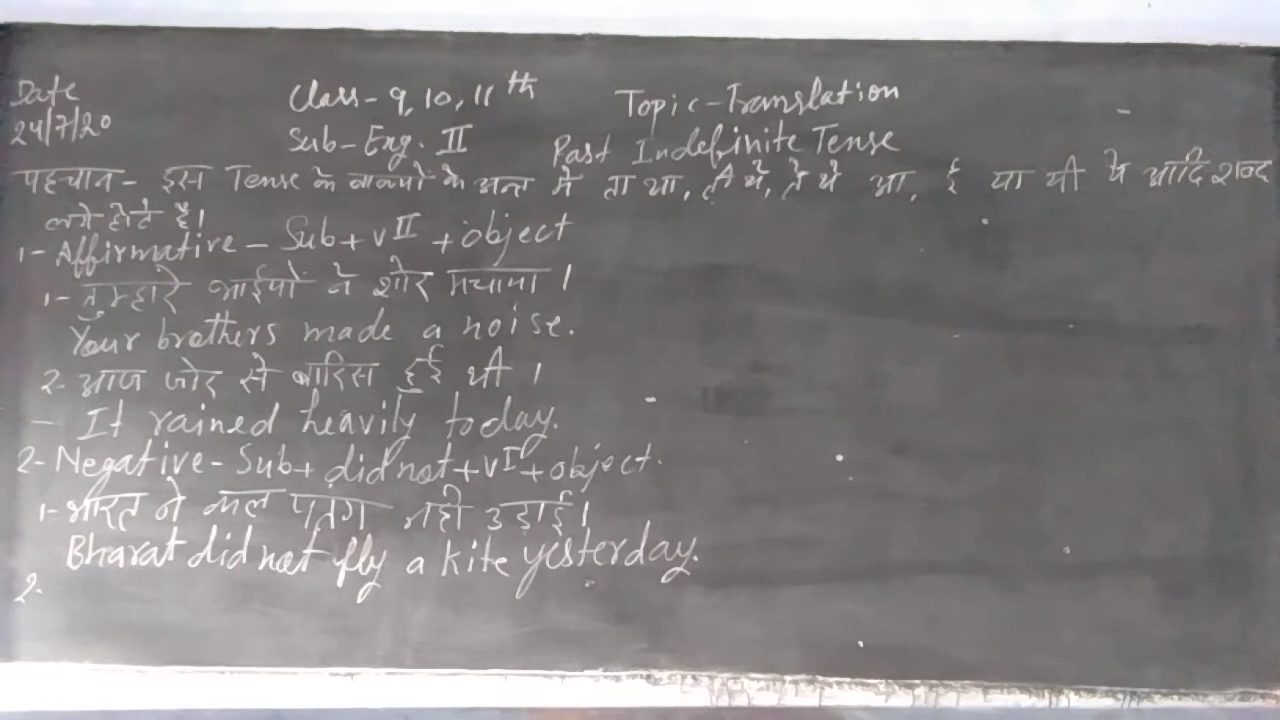 Date Class-9,10,11th Topic-Translation
24/7/20 Sub-Eng. II Past Indefinite Tense
पहचान- इस Tense के वाक्यों के अन्त में ता था, ती थी, ते थे आ, ई या यी ये आदि शब्द
लगे होते हैं।
1- Affirmative- Sub+VII+object
1- तुम्हारे भाईयों ने शोर मचाया।
Your brothers made a noise.
2- आज जोर से बारिस हुई थी।
- It rained heavily today.
2- Negative- Sub+ did not+VI+object.
1- भारत ने कल पतंग नही उड़ाई।
Bharat did not fly a kite yesterday.
2.